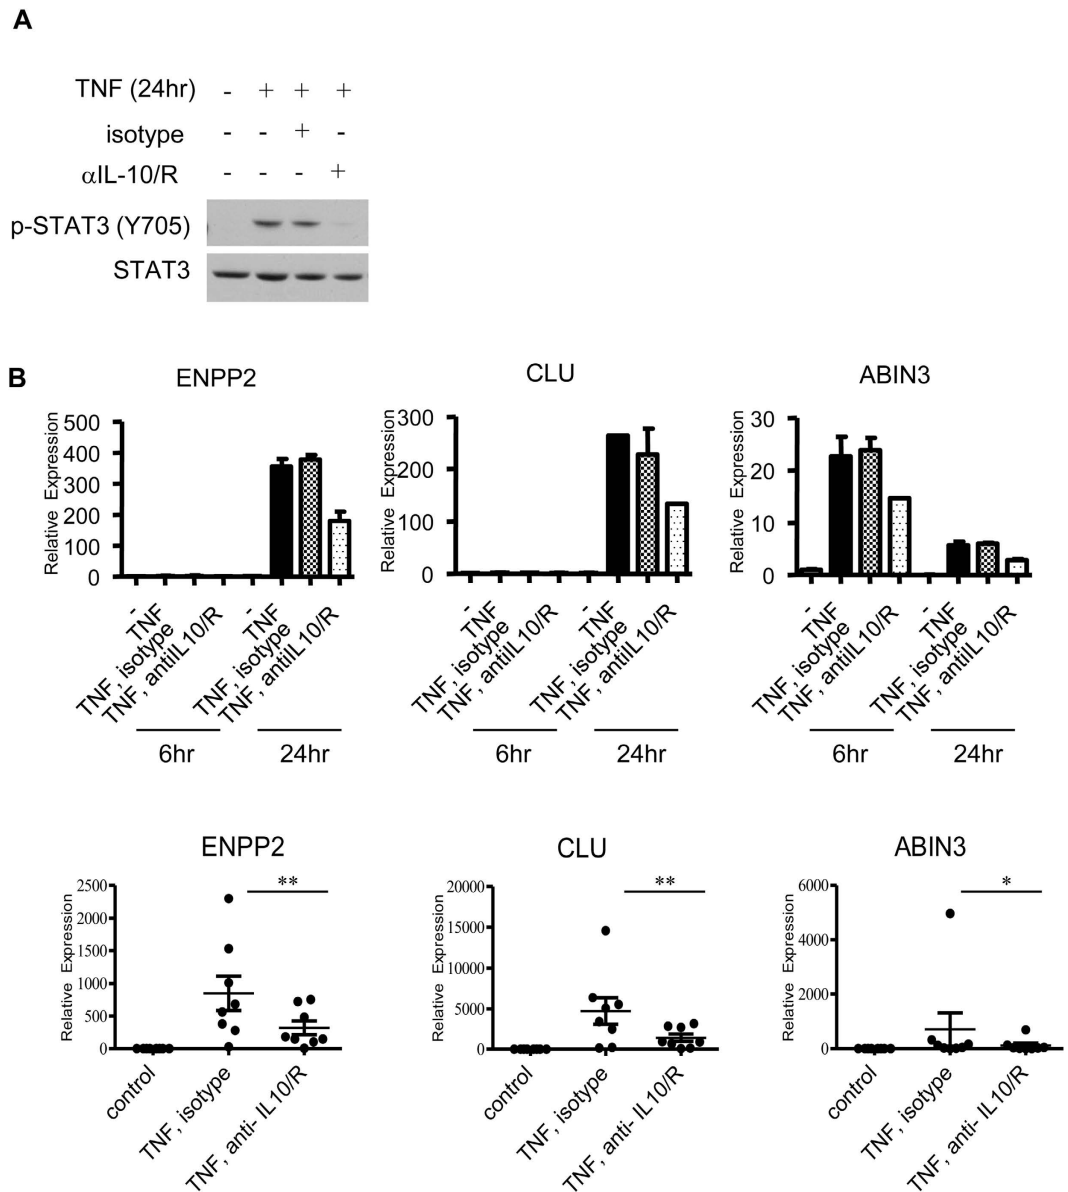 A
TNF (24hr) - + + +
isotype - - + -
αIL-10/R - - - +
p-STAT3 (Y705)
STAT3
B
ENPP2
Relative Expression
500
400
300
200
100
0
-
TNF
TNF, isotype
TNF, antiIL10/R
-
TNF
TNF, isotype
TNF, antiIL10/R
6hr
24hr
CLU
Relative Expression
300
200
100
0
-
TNF
TNF, isotype
TNF, antiIL10/R
-
TNF
TNF, isotype
TNF, antiIL10/R
6hr
24hr
ABIN3
Relative Expression
30
20
10
0
-
TNF
TNF, isotype
TNF, antiIL10/R
-
TNF
TNF, isotype
TNF, antiIL10/R
6hr
24hr
ENPP2
Relative Expression
2500
2000
1500
1000
500
0
**
control
TNF, isotype
TNF, anti- IL10/R
CLU
Relative Expression
20000
15000
10000
5000
0
**
control
TNF, isotype
TNF, anti- IL10/R
ABIN3
Relative Expression
6000
4000
2000
0
*
control
TNF, isotype
TNF, anti- IL10/R